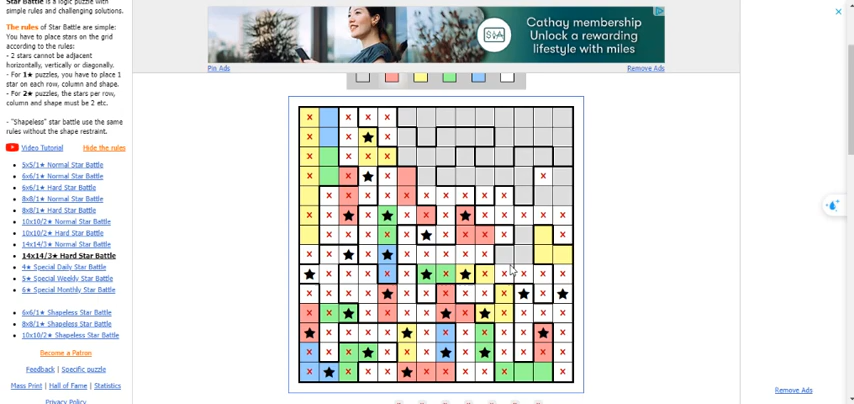 Star Battle is a logic puzzle with
simple rules and challenging solutions.
The rules of Star Battle are simple:
You have to place stars on the grid
according to the rules:
- 2 stars cannot be adjacent
horizontally, vertically or diagonally.
- For 1★ puzzles, you have to place 1
star on each row, column and shape.
- For 2★ puzzles, the stars per row,
column and shape must be 2 etc.
- "Shapeless" star battle use the same
rules without the shape restraint.
Video Tutorial Hide the rules
5x5/1★ Normal Star Battle
6x6/1★ Normal Star Battle
6x6/1★ Hard Star Battle
8x8/1★ Normal Star Battle
8x8/1★ Hard Star Battle
10x10/2★ Normal Star Battle
10x10/2★ Hard Star Battle
14x14/3★ Normal Star Battle
14x14/3★ Hard Star Battle
4★ Special Daily Star Battle
5★ Special Weekly Star Battle
6★ Special Monthly Star Battle
6x6/1★ Shapeless Star Battle
8x8/1★ Shapeless Star Battle
10x10/2★ Shapeless Star Battle
Become a Patron
Feedback | Specific puzzle
Mass Print | Hall of Fame | Statistics
Privacy Policy
Cathay membership
Unlock a rewarding
lifestyle with miles
Pin Ads Remove Ads
Remove Ads